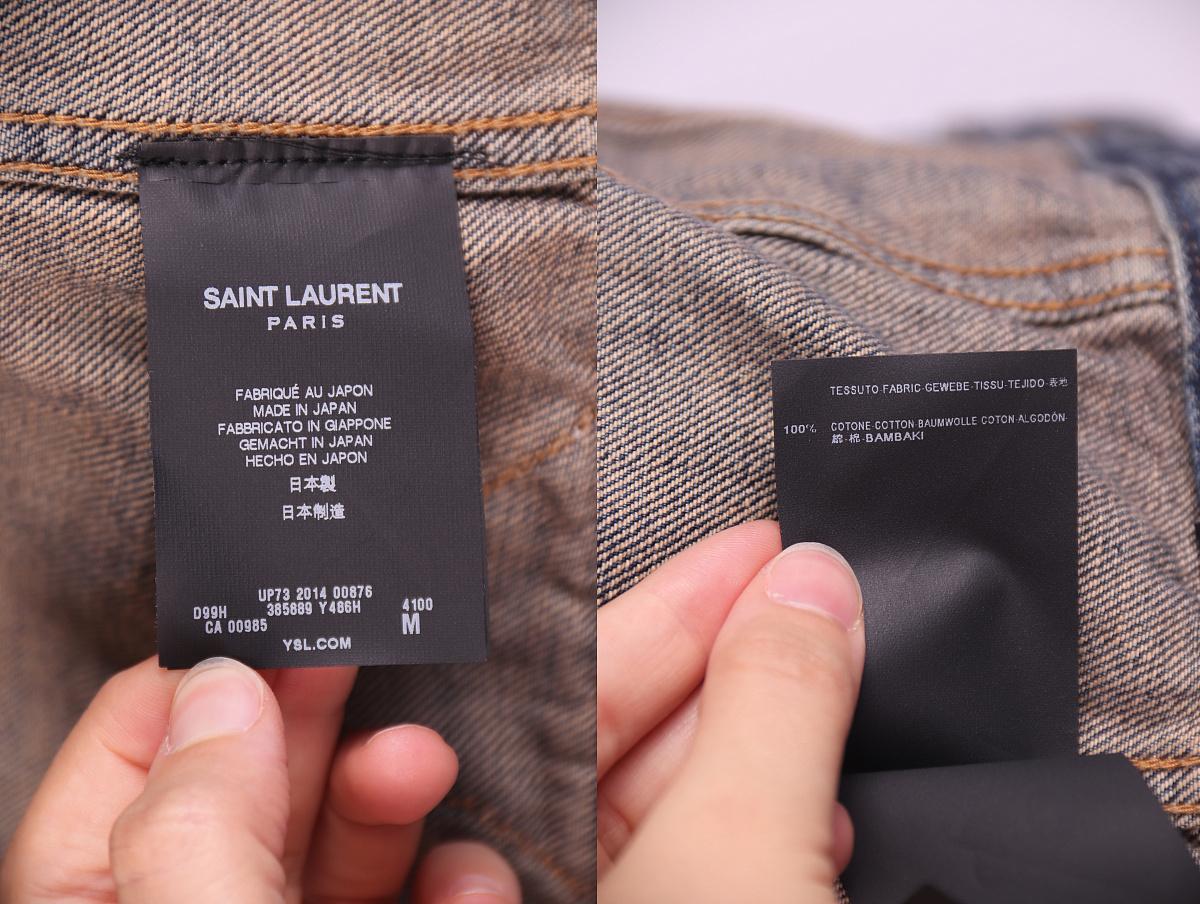 SAINT LAURENT
PARIS
FABRIQUÉ AU JAPON
MADE IN JAPAN
FABBRICATO IN GIAPPONE
GEMACHT IN JAPAN
HECHO EN JAPON
日本製
日本制造
UP73 2014 00876
D99H 385889 Y486H 4100
CA 00985 M
YSL.COM
TESSUTO-FABRIC-GEWEBE-TISSU-TEJIDO-表地
100% COTONE-COTTON-BAUMWOLLE COTON-ALGODÓN-
綿-棉-BAMBAKI